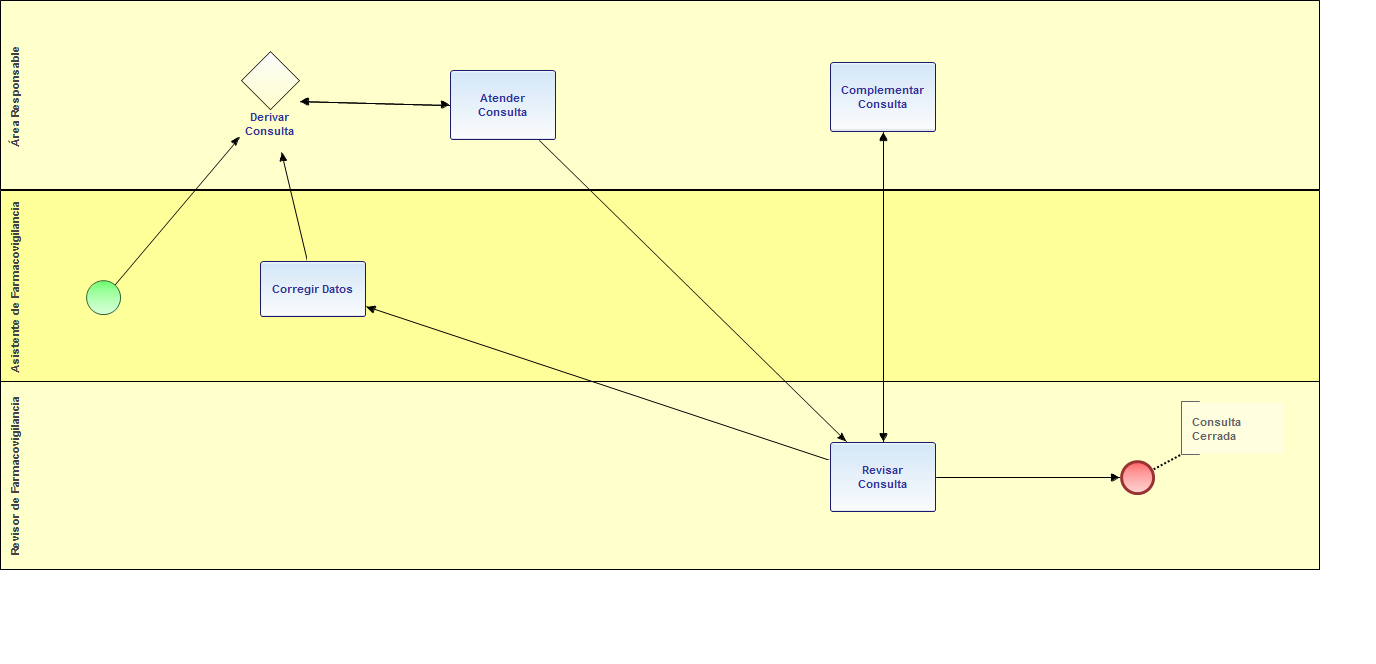 Área Responsable
Derivar
Consulta
Atender
Consulta
Complementar
Consulta
Asistente de Farmacovigilancia
Corregir Datos
Revisor de Farmacovigilancia
Revisar
Consulta
Consulta
Cerrada